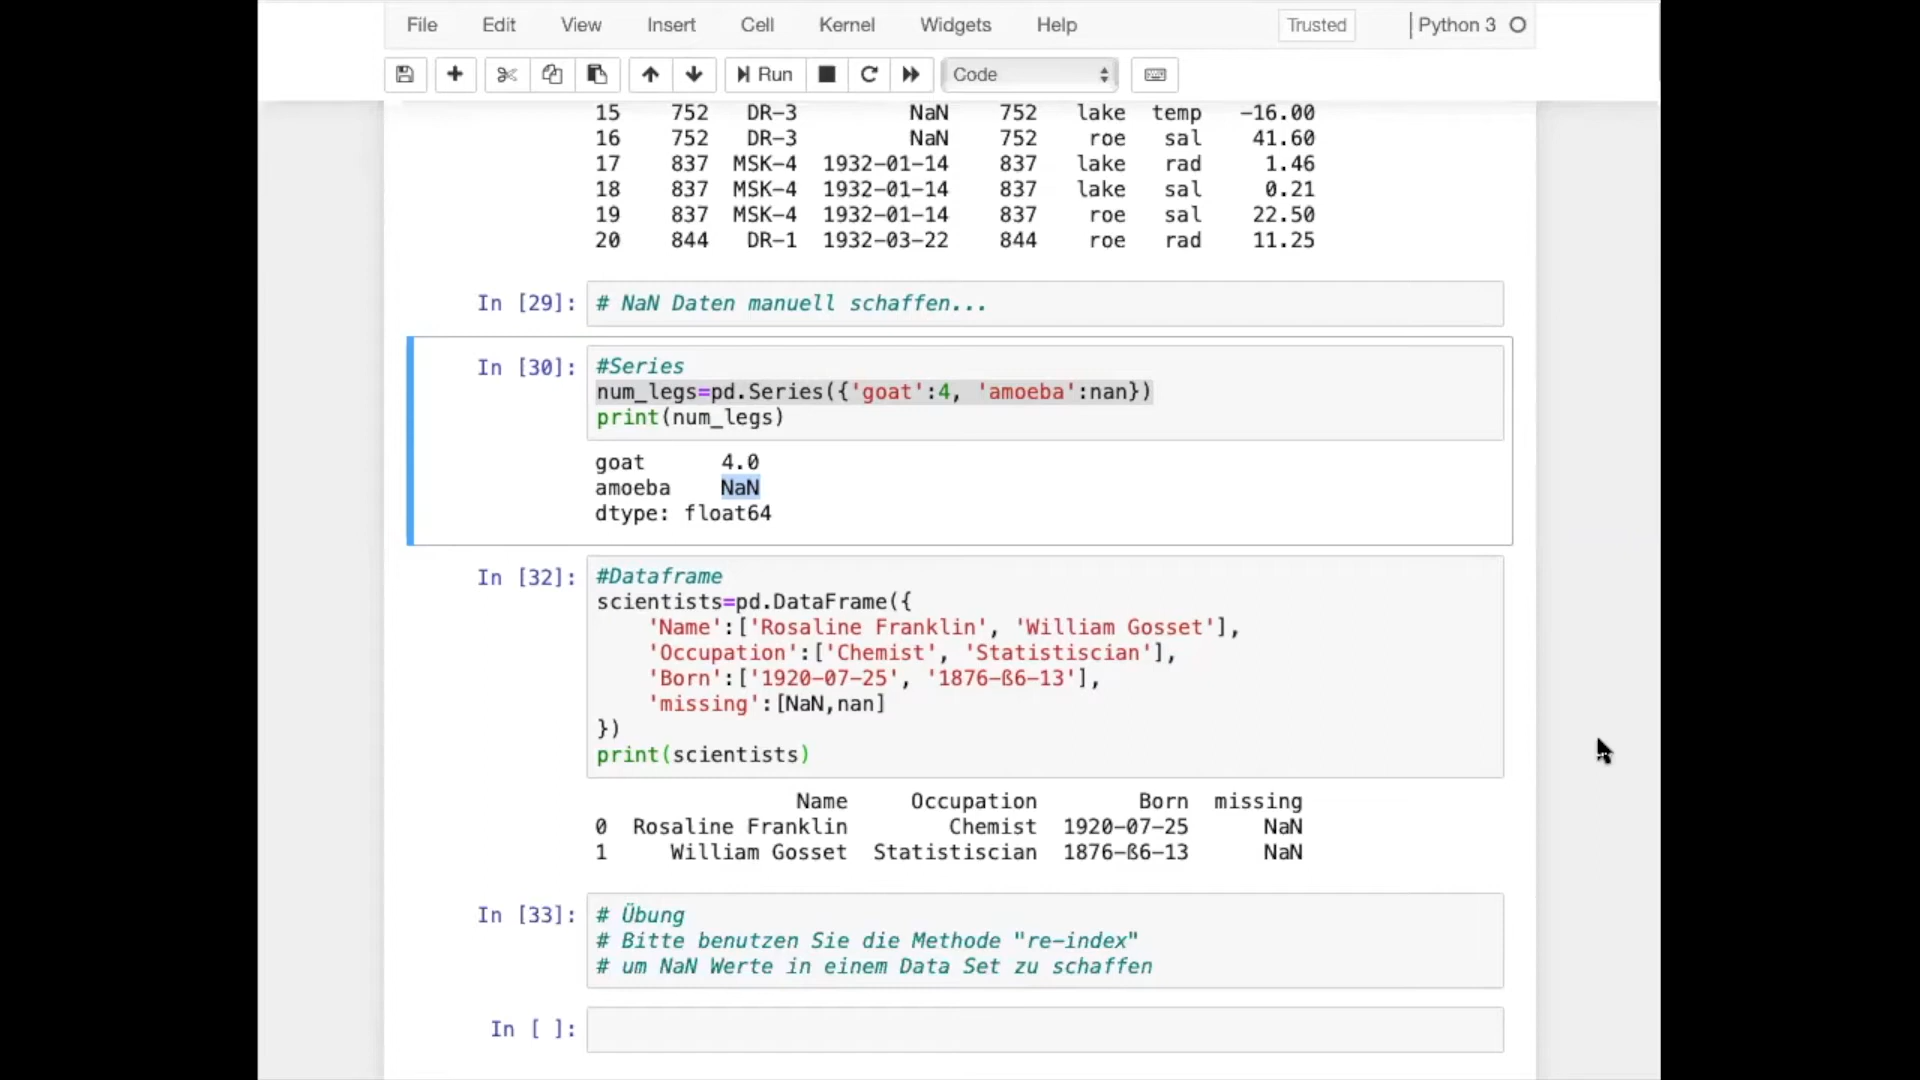 File Edit View Insert Cell Kernel Widgets Help Trusted Python 3
Run Code
15 752 DR-3 NaN 752 lake temp -16.00
16 752 DR-3 NaN 752 roe sal 41.60
17 837 MSK-4 1932-01-14 837 lake rad 1.46
18 837 MSK-4 1932-01-14 837 lake sal 0.21
19 837 MSK-4 1932-01-14 837 roe sal 22.50
20 844 DR-1 1932-03-22 844 roe rad 11.25
In [29]: # NaN Daten manuell schaffen...
In [30]: #Series
num_legs=pd.Series({'goat':4, 'amoeba':nan})
print(num_legs)
goat 4.0
amoeba NaN
dtype: float64
In [32]: #Dataframe
scientists=pd.DataFrame({
'Name':['Rosaline Franklin', 'William Gosset'],
'Occupation':['Chemist', 'Statistiscian'],
'Born':['1920-07-25', '1876-ß6-13'],
'missing':[NaN,nan]
})
print(scientists)
Name Occupation Born missing
0 Rosaline Franklin Chemist 1920-07-25 NaN
1 William Gosset Statistiscian 1876-ß6-13 NaN
In [33]: # Übung
# Bitte benutzen Sie die Methode "re-index"
# um NaN Werte in einem Data Set zu schaffen
In [ ]: